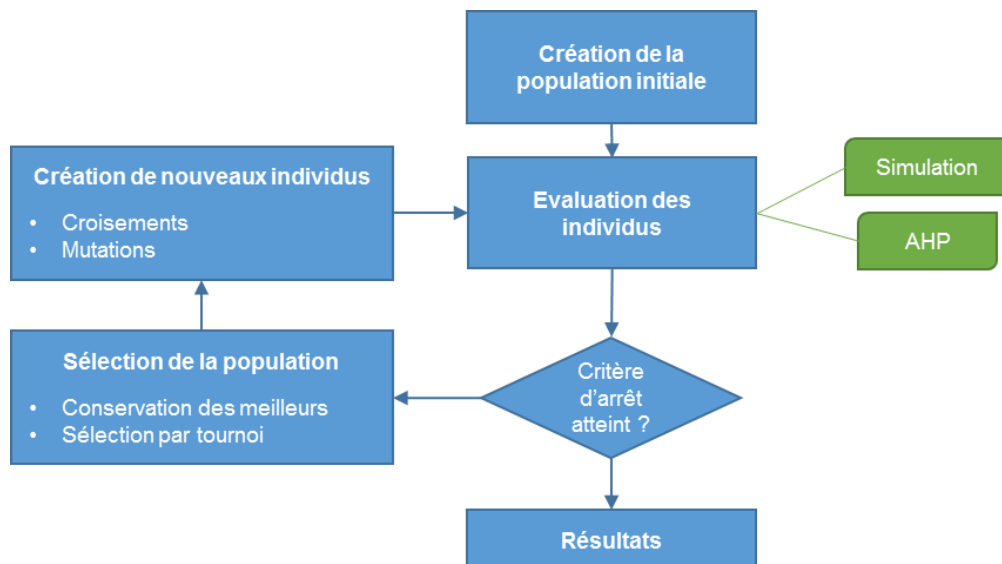 Création de la
population initiale
Création de nouveaux individus
• Croisements
• Mutations
Evaluation des
individus
Simulation
AHP
Sélection de la population
• Conservation des meilleurs
• Sélection par tournoi
Critère
d'arrêt
atteint ?
Résultats